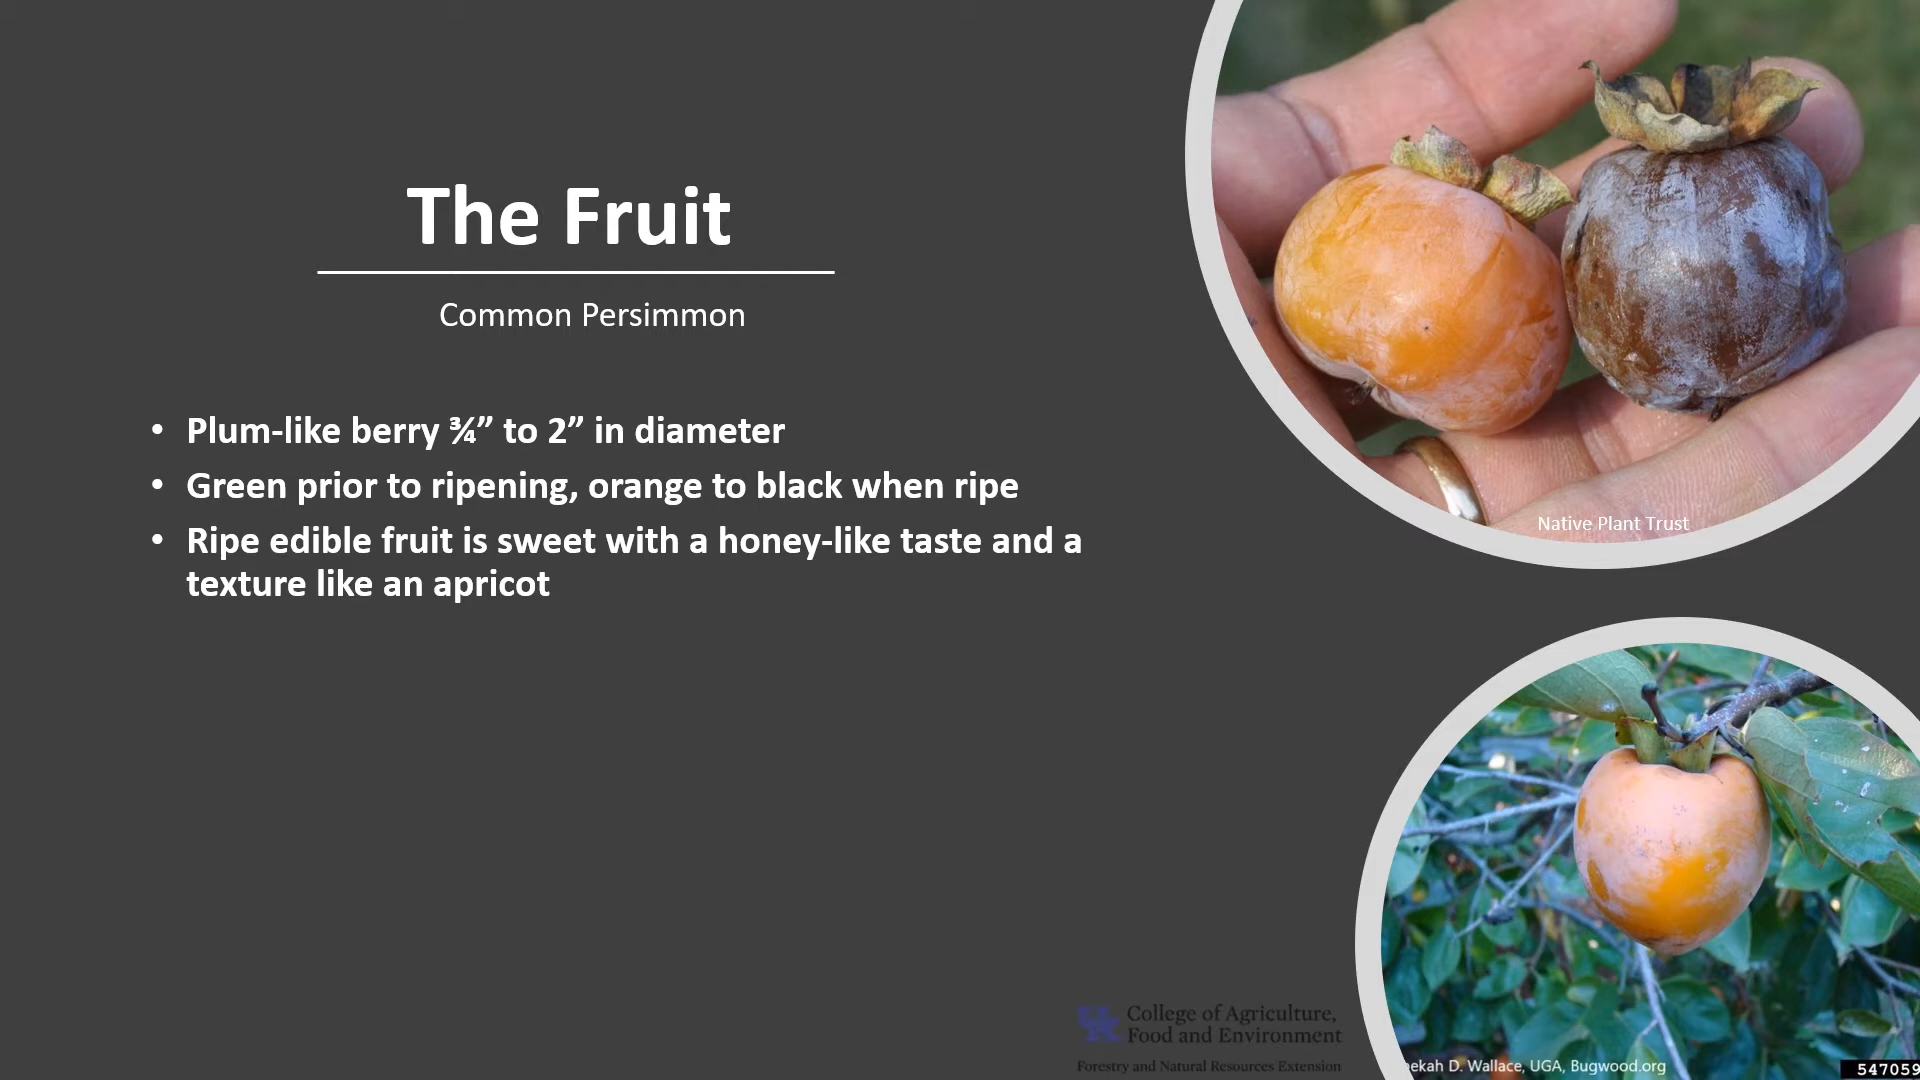 The Fruit
Common Persimmon
• Plum-like berry ¾” to 2” in diameter
• Green prior to ripening, orange to black when ripe
• Ripe edible fruit is sweet with a honey-like taste and a
texture like an apricot
Native Plant Trust
UK
College of Agriculture,
Food and Environment
Forestry and Natural Resources Extension
D. Wallace, UGA, Bugwood.org